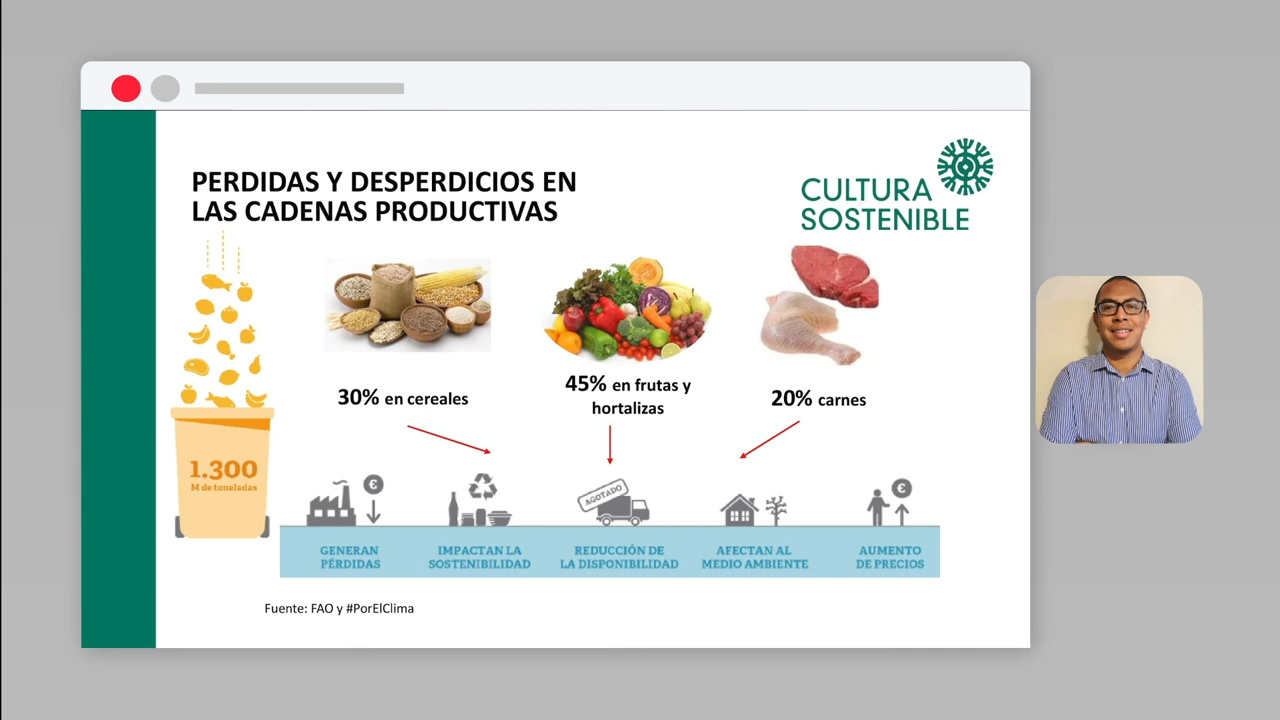 PERDIDAS Y DESPERDICIOS EN
LAS CADENAS PRODUCTIVAS
CULTURA
SOSTENIBLE
30% en cereales
45% en frutas y
hortalizas
20% carnes
1.300
M de toneladas
€
AGOTADO
€
GENERAN
PÉRDIDAS
IMPACTAN LA
SOSTENIBILIDAD
REDUCCIÓN DE
LA DISPONIBILIDAD
AFECTAN AL
MEDIO AMBIENTE
AUMENTO
DE PRECIOS
Fuente: FAO y #PorElClima